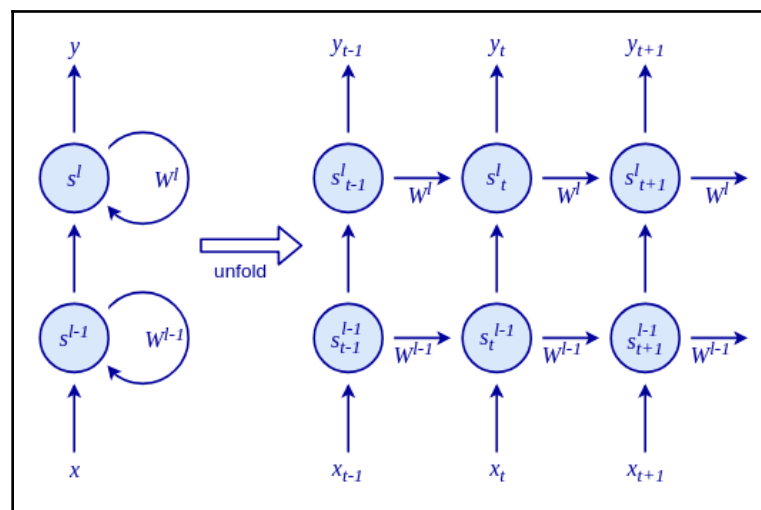 y y_{t-1} y_t y_{t+1}
s^l W^l s^l_{t-1} W^l s^l_t W^l s^l_{t+1} W^l
unfold
s^{l-1} W^{l-1} s^{l-1}_{t-1} W^{l-1} s_t^{l-1} W^{l-1} s^{l-1}_{t+1} W^{l-1}
x x_{t-1} x_t x_{t+1}